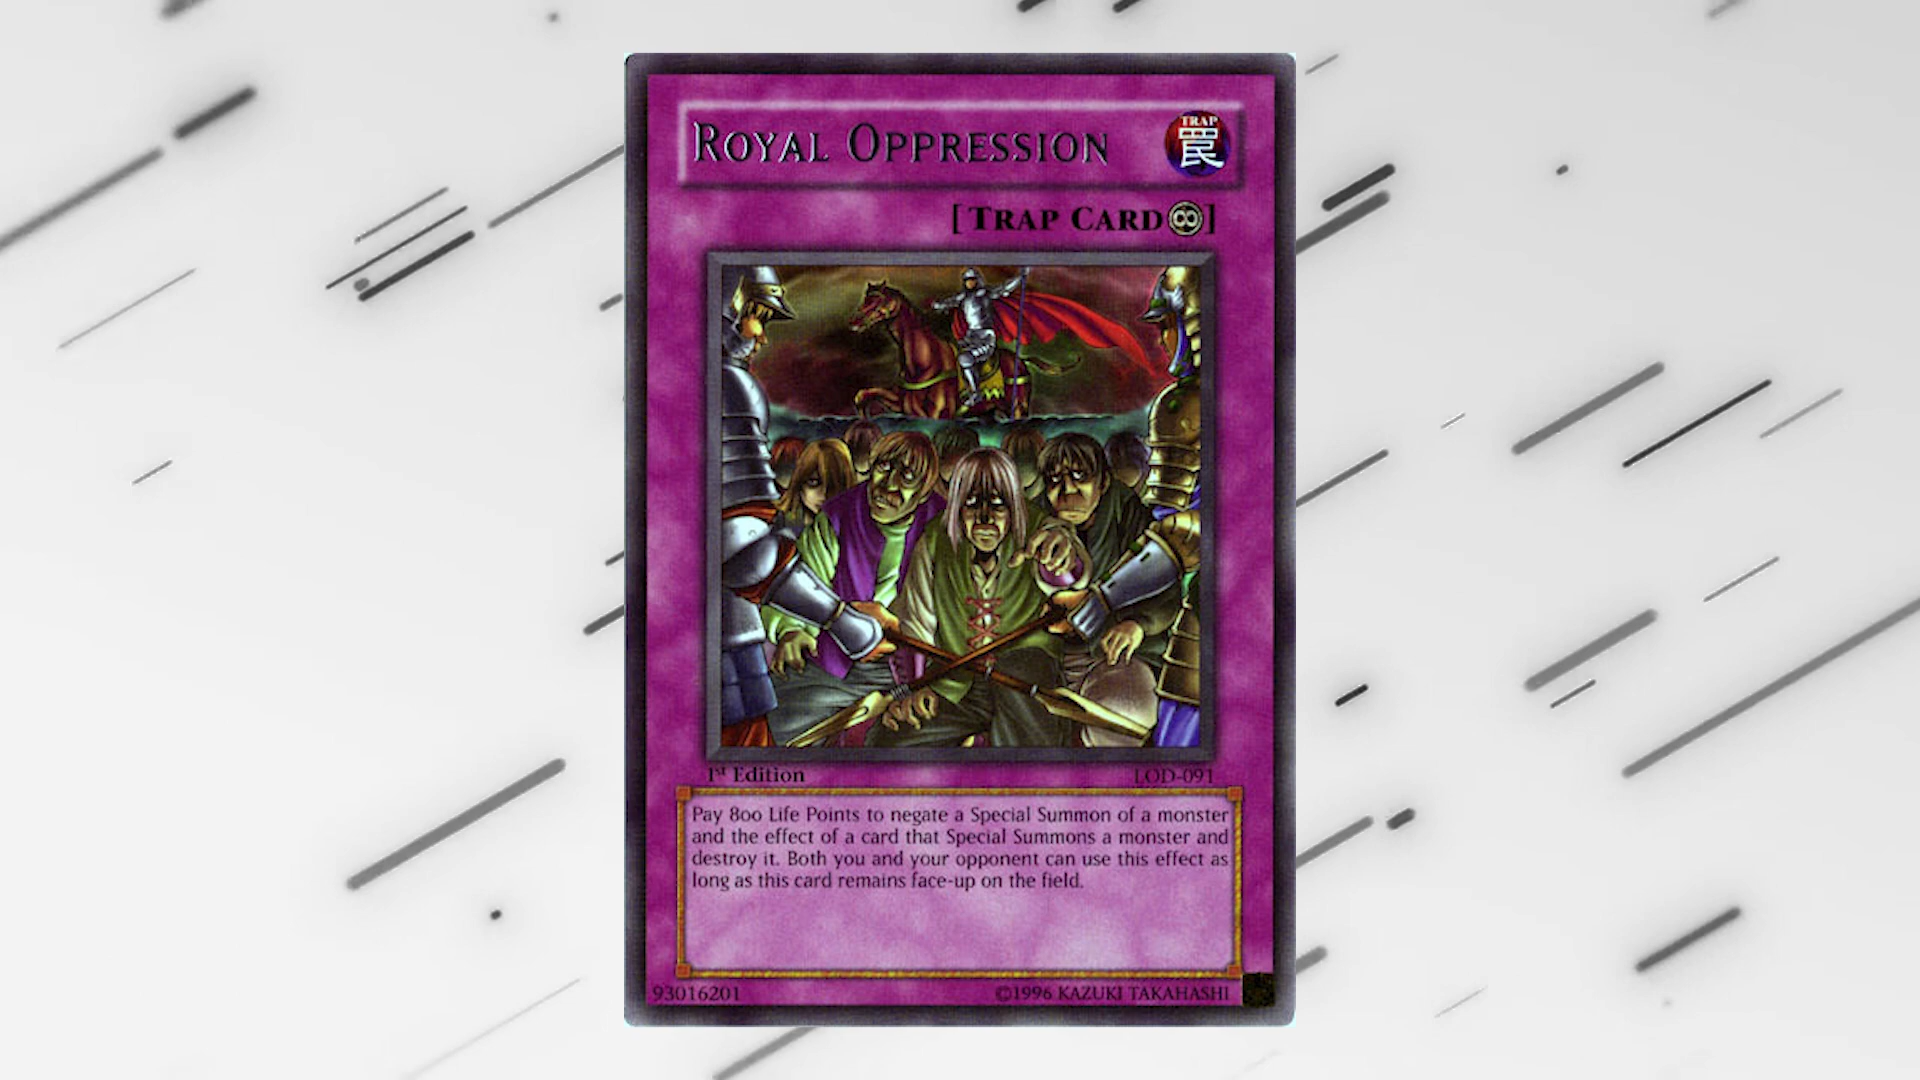 ROYAL OPPRESSION
TRAP
罠
[TRAP CARD∞]
1st Edition
LOD-091
Pay 800 Life Points to negate a Special Summon of a monster
and the effect of a card that Special Summons a monster and
destroy it. Both you and your opponent can use this effect as
long as this card remains face-up on the field.
93016201
©1996 KAZUKI TAKAHASHI